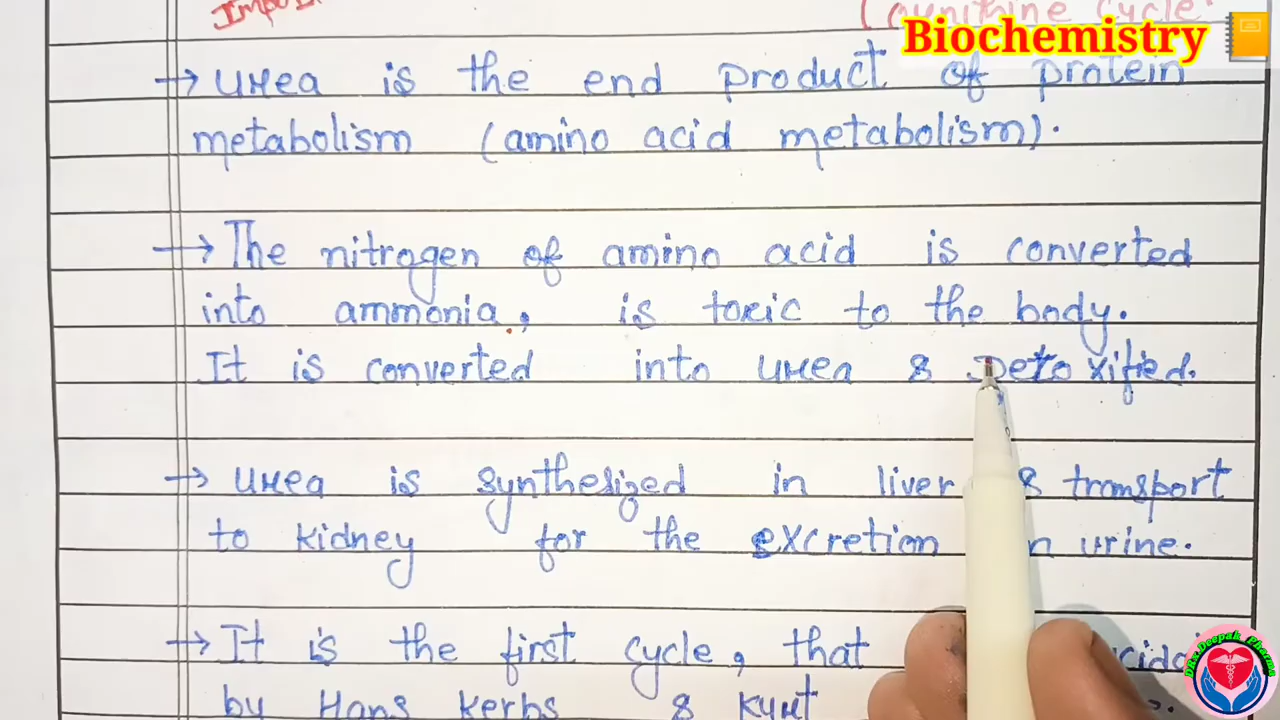 (Ornithine Cycle
Biochemistry
→ Urea is the end product of protein
metabolism (amino acid metabolism).
→ The nitrogen of amino acid is converted
into ammonia, is toxic to the body.
It is converted into urea & Detoxified.
→ Urea is synthesized in liver & transport
to kidney for the excretion in urine.
→ It is the first cycle, that
by Hans Kerbs & Kurt